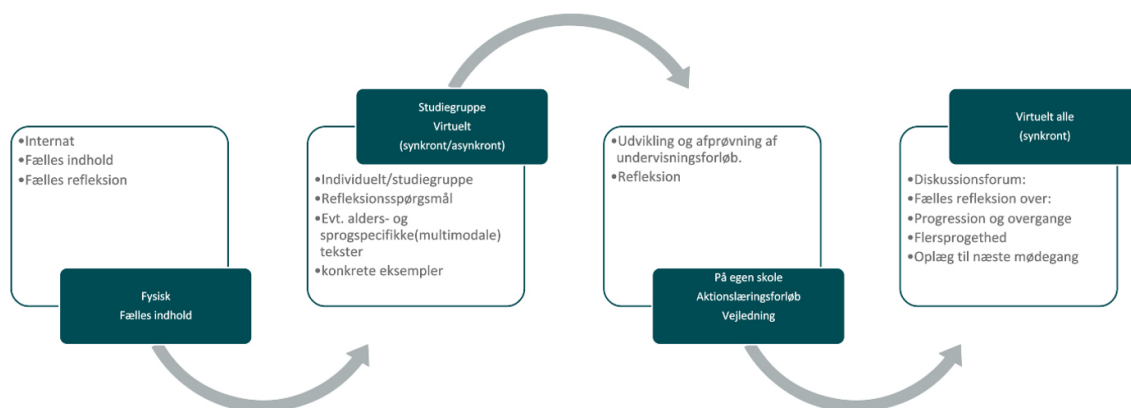 •Internat
•Fælles indhold
•Fælles refleksion
Fysisk
Fælles indhold
Studiegruppe
Virtuelt
(synkront/asynkront)
•Individuelt/studiegruppe
•Refleksionsspørgsmål
•Evt. alders- og
sprogspecifikke(multimodale)
tekster
•konkrete eksempler
•Udvikling og afprøvning af
undervisningsforløb.
•Refleksion
På egen skole
Aktionslæringsforløb
Vejledning
Virtuelt alle
(synkront)
•Diskussionsforum:
•Fælles refleksion over:
•Progression og overgange
•Flersprogethed
•Oplæg til næste mødegang